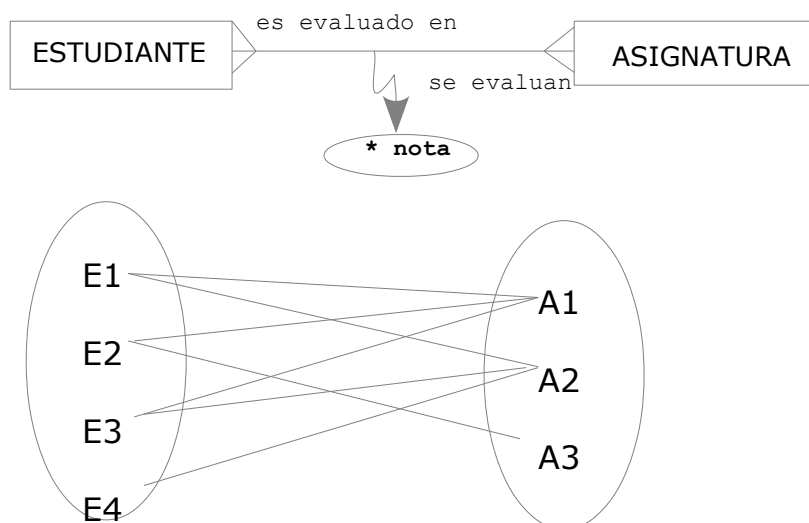 es evaluado en
ESTUDIANTE
ASIGNATURA
se evaluan
* nota
E1
A1
E2
A2
E3
A3
E4